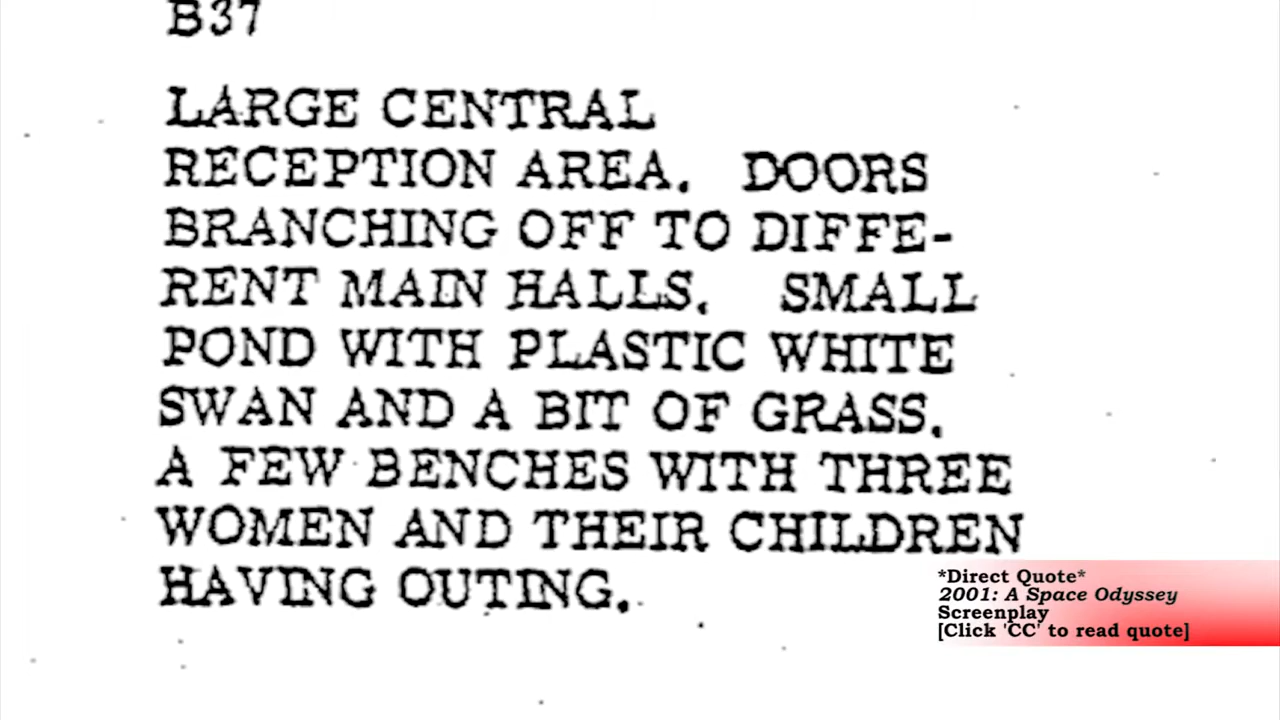 B37
LARGE CENTRAL
RECEPTION AREA. DOORS
BRANCHING OFF TO DIFFE-
RENT MAIN HALLS. SMALL
POND WITH PLASTIC WHITE
SWAN AND A BIT OF GRASS.
A FEW BENCHES WITH THREE
WOMEN AND THEIR CHILDREN
HAVING OUTING.
*Direct Quote*
2001: A Space Odyssey
Screenplay
[Click 'CC' to read quote]